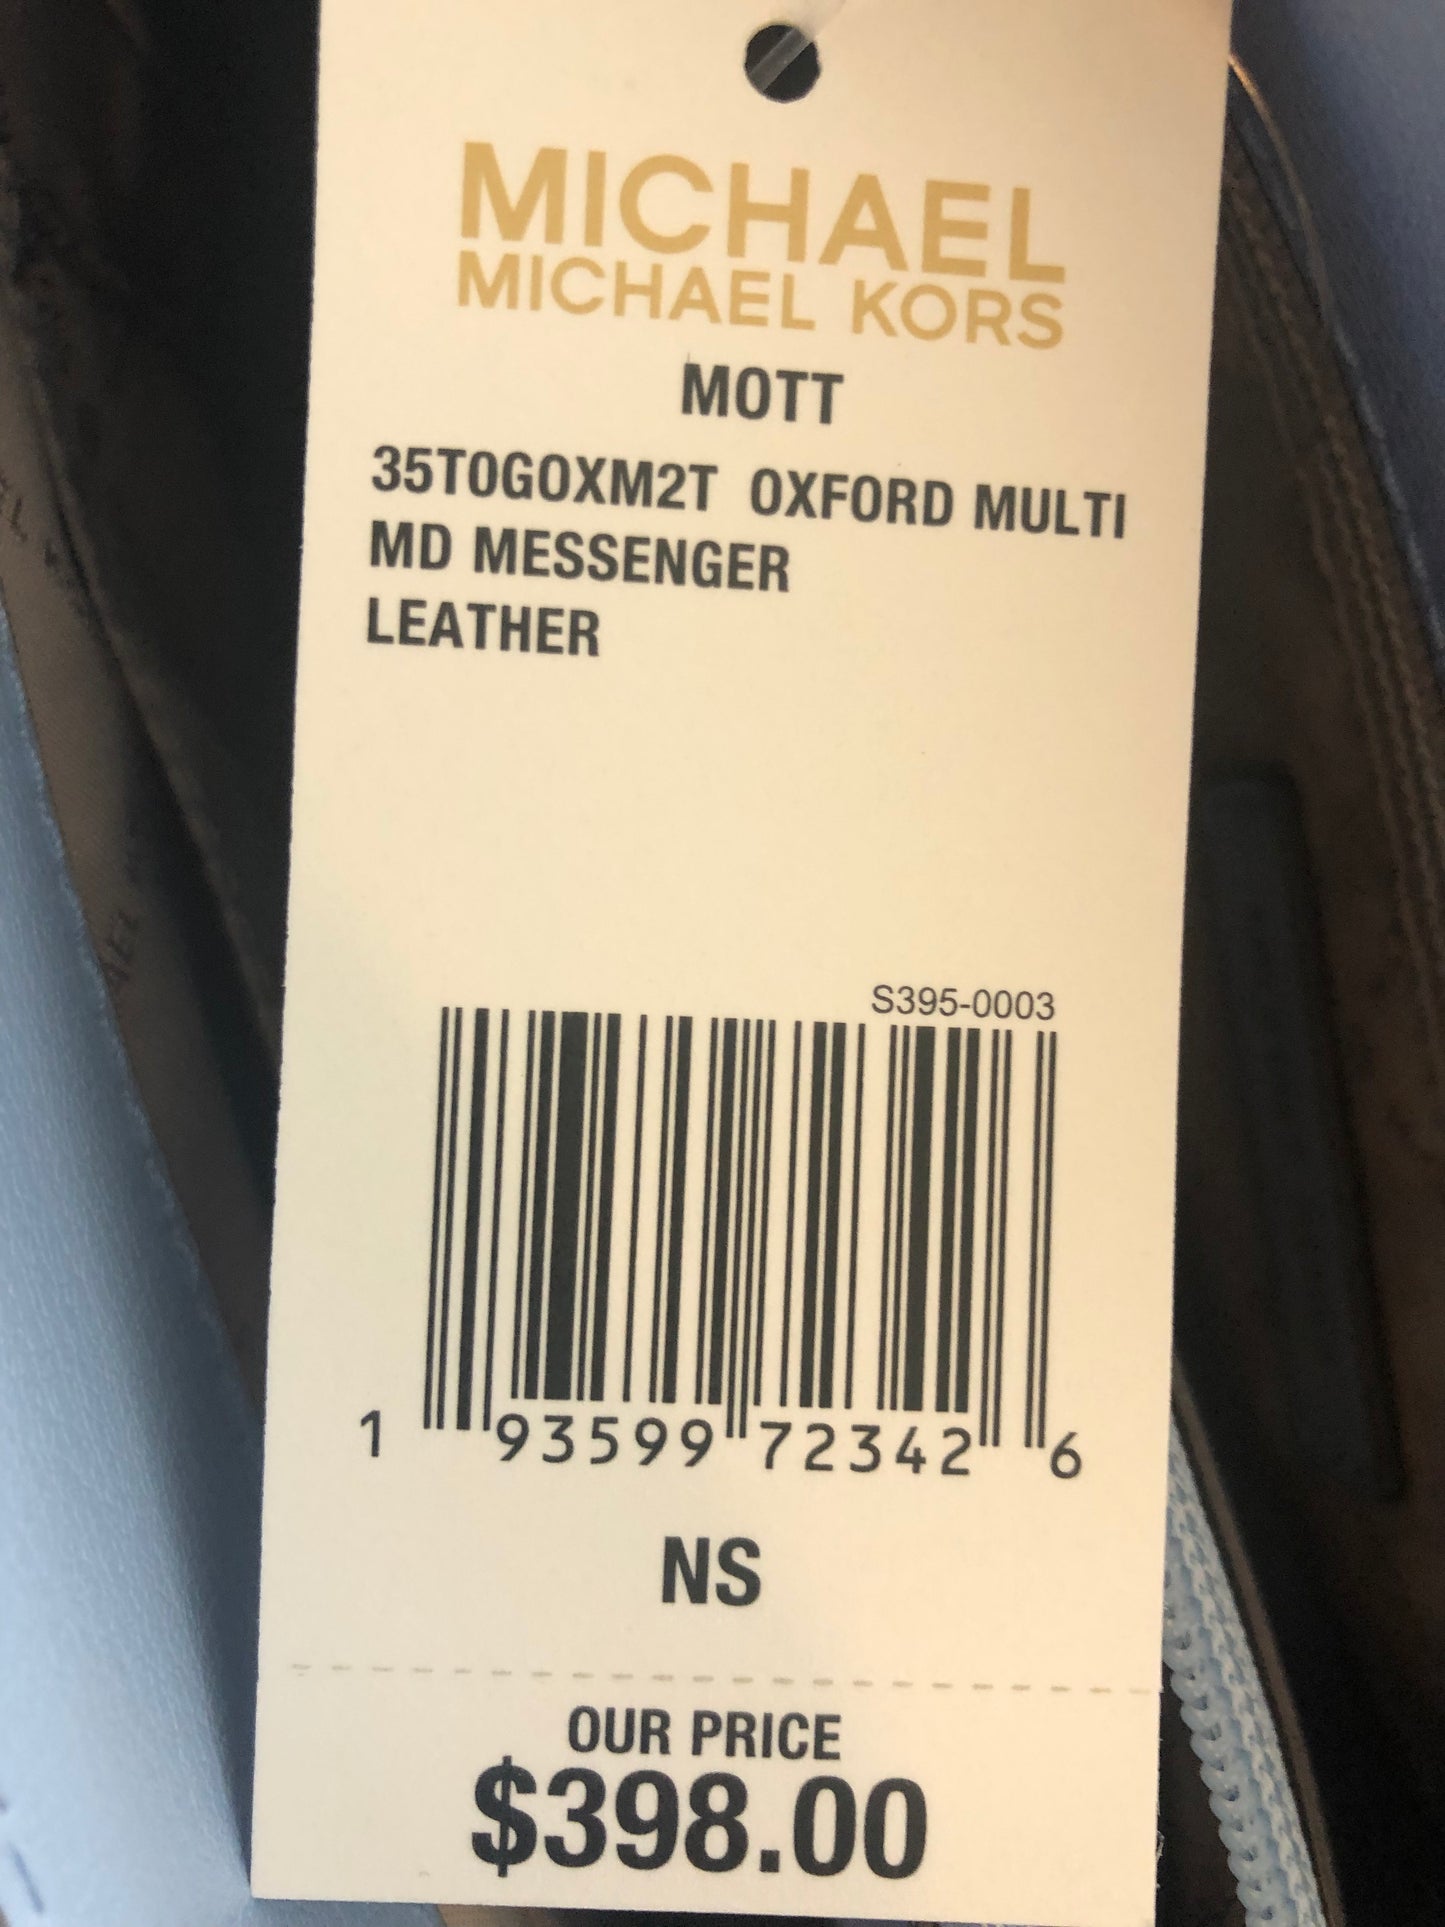 MICHAEL
MICHAEL KORS
MOTT
35T0GOXM2T OXFORD MULTI
MD MESSENGER
LEATHER
S395-0003
1 93599 72342 6
NS
OUR PRICE
$398.00